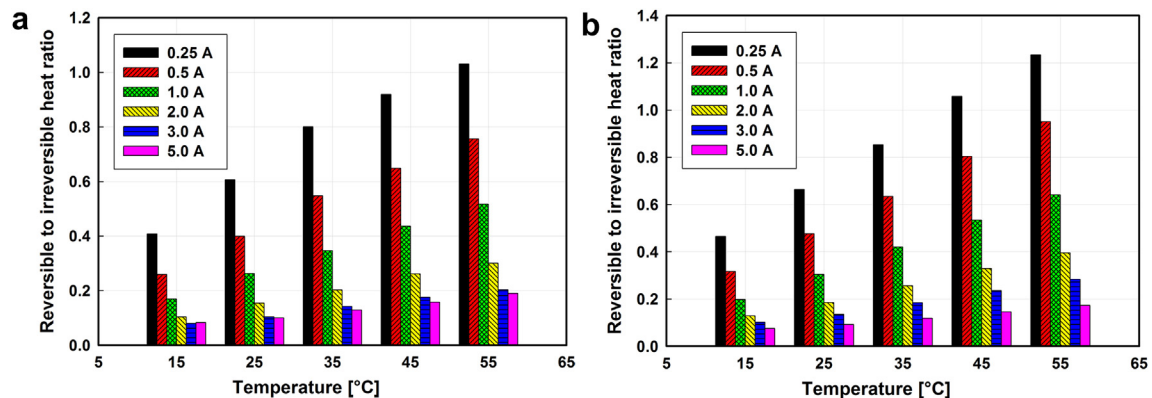 a
Reversible to irreversible heat ratio
1.2
1.0
0.8
0.6
0.4
0.2
0.0
0.25 A
0.5 A
1.0 A
2.0 A
3.0 A
5.0 A
5 15 25 35 45 55 65
Temperature [°C]
b
Reversible to irreversible heat ratio
1.4
1.2
1.0
0.8
0.6
0.4
0.2
0.0
0.25 A
0.5 A
1.0 A
2.0 A
3.0 A
5.0 A
5 15 25 35 45 55 65
Temperature [°C]